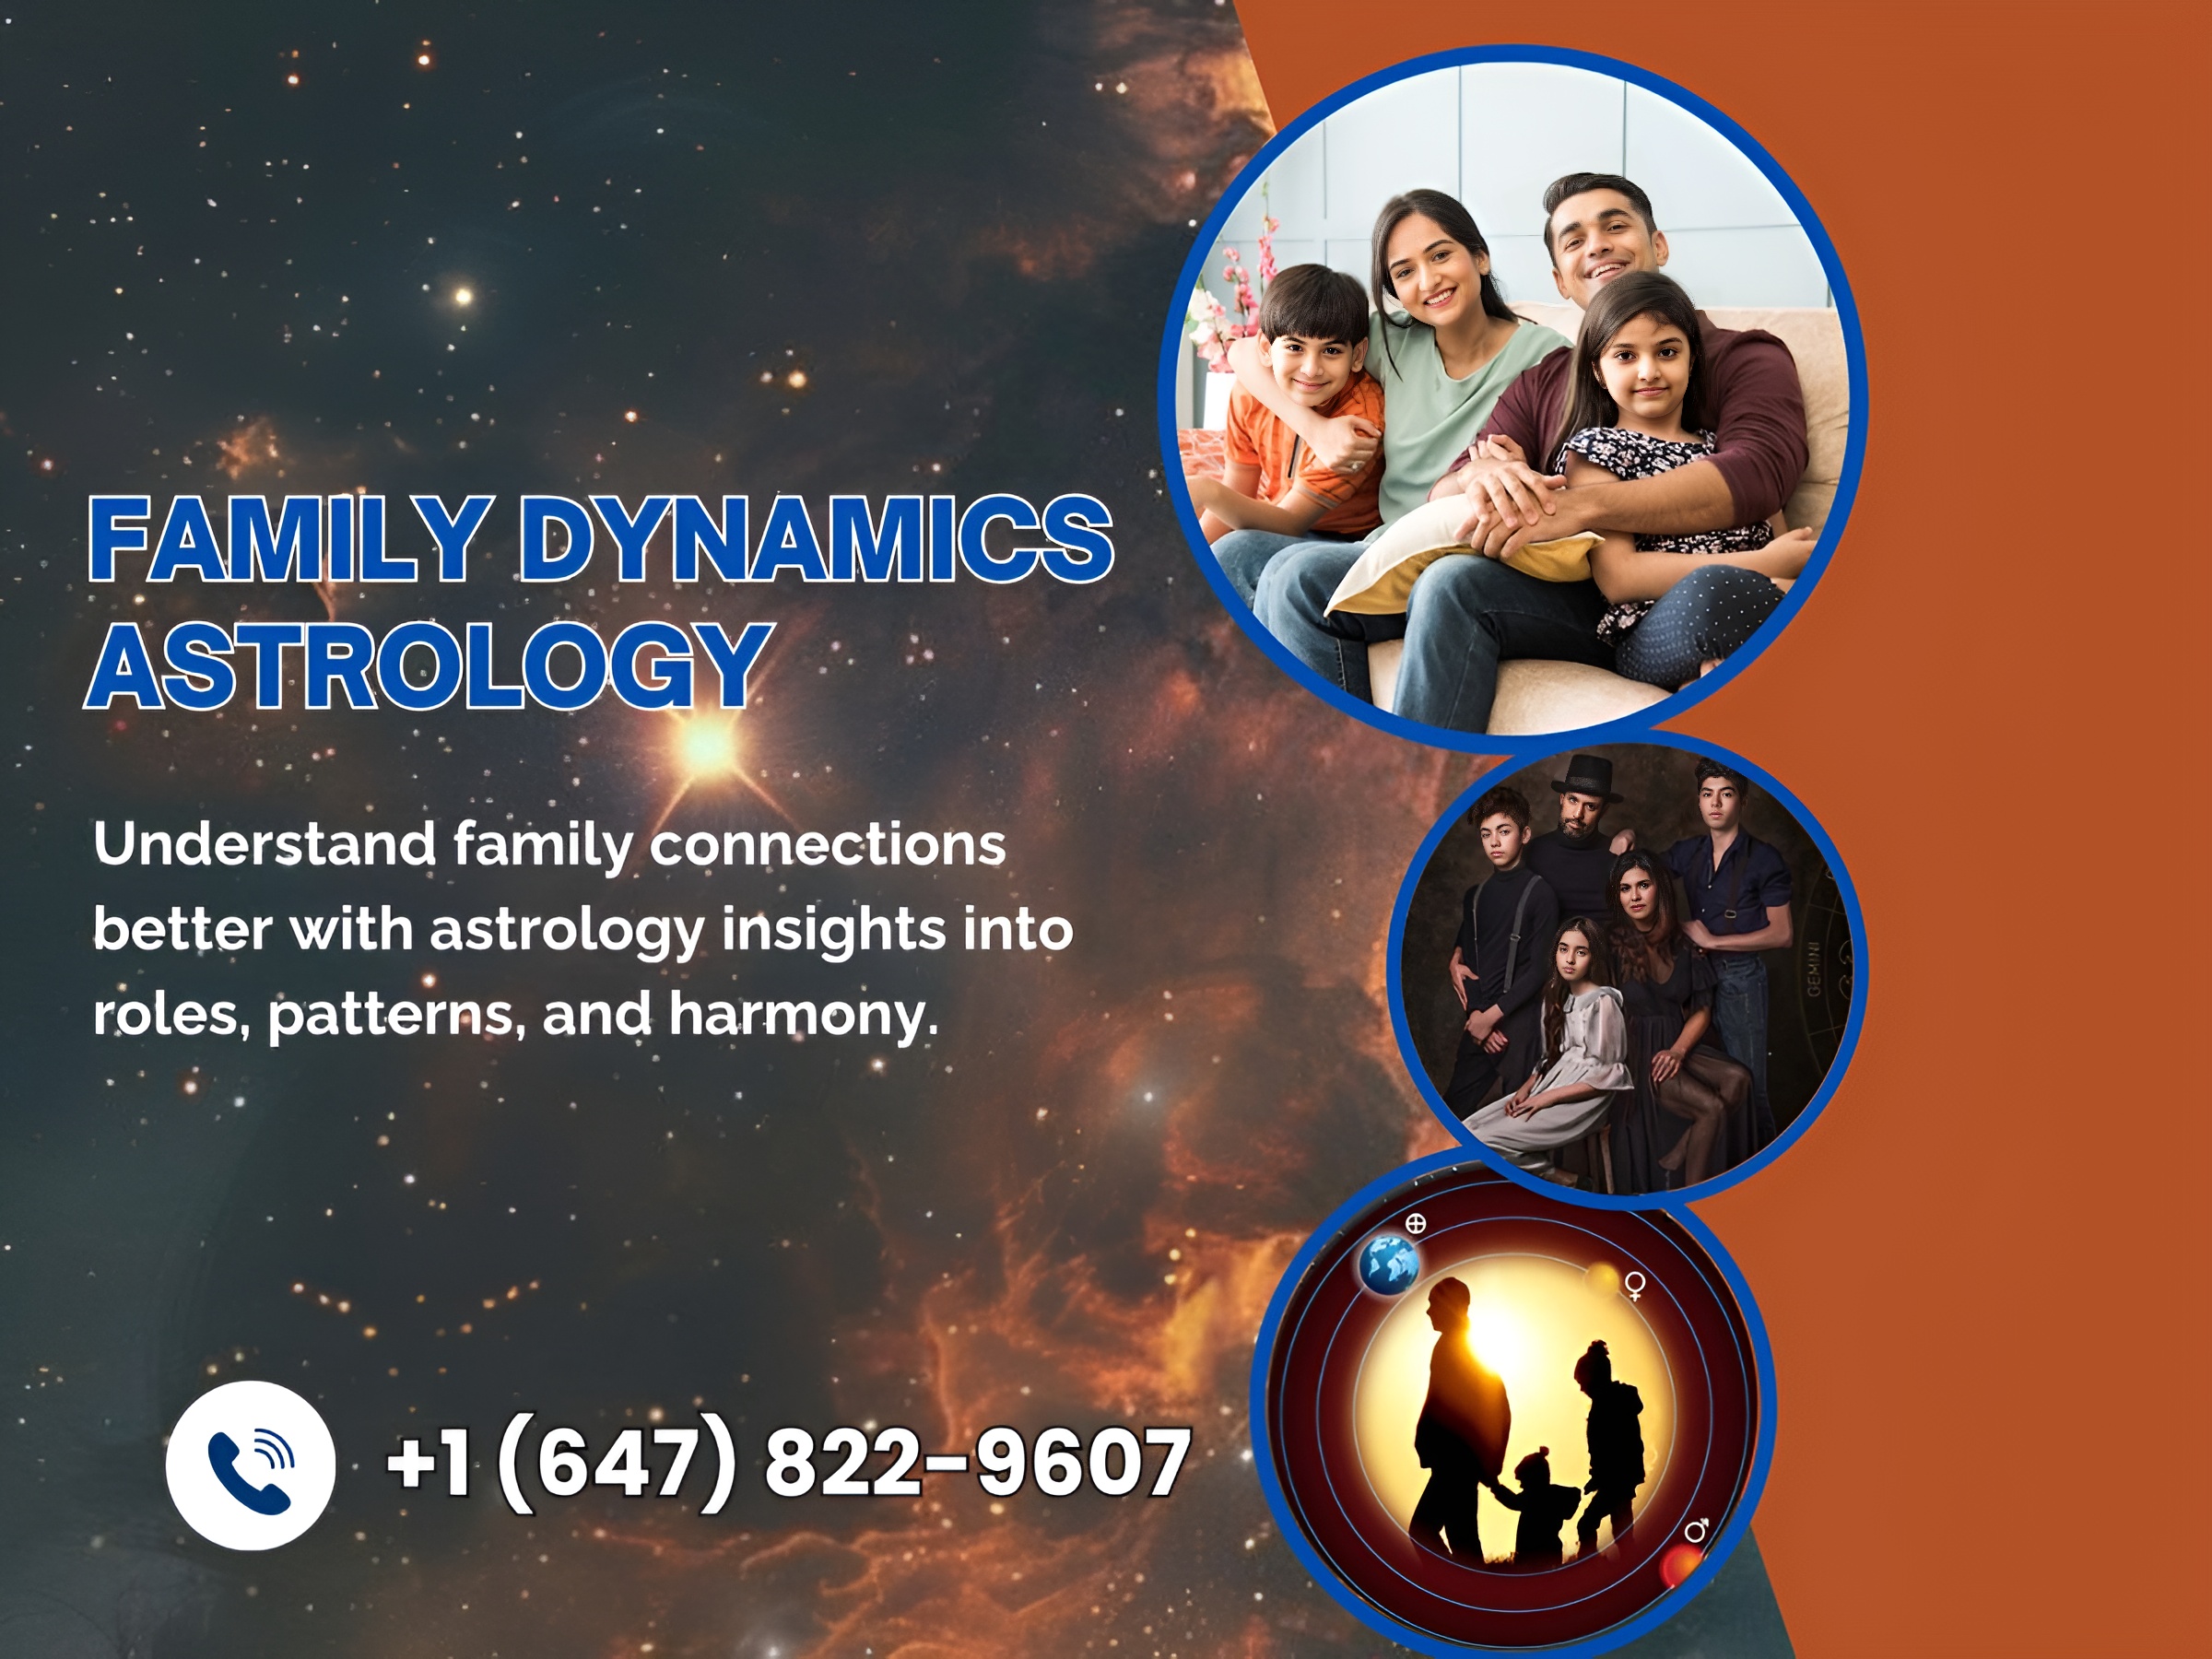 FAMILY DYNAMICS
ASTROLOGY
Understand family connections
better with astrology insights into
roles, patterns, and harmony.
+1 (647) 822-9607
GEMINI